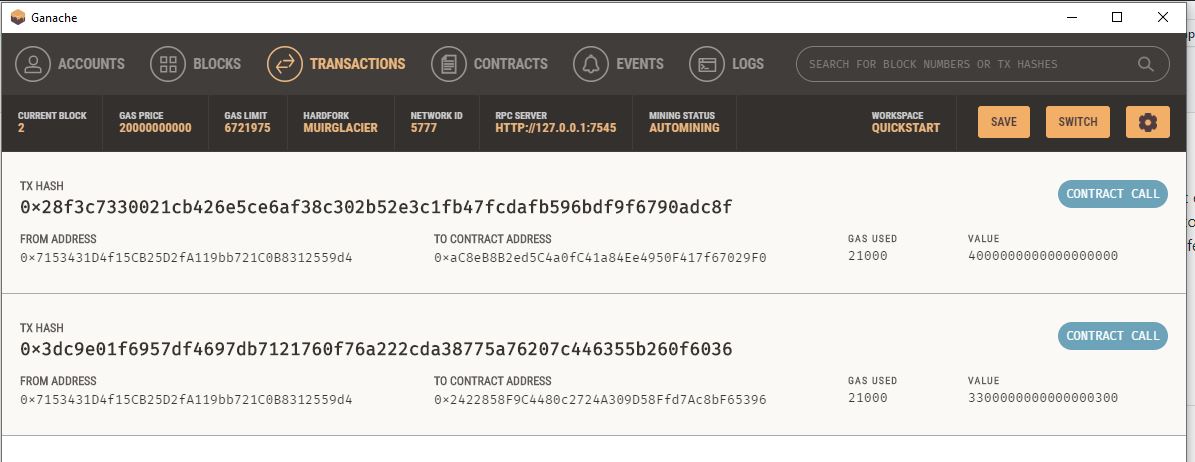 Ganache
ACCOUNTS BLOCKS TRANSACTIONS CONTRACTS EVENTS LOGS SEARCH FOR BLOCK NUMBERS OR TX HASHES
CURRENT BLOCK GAS PRICE GAS LIMIT HARDFORK NETWORK ID RPC SERVER MINING STATUS WORKSPACE
2 20000000000 6721975 MUIRGLACIER 5777 HTTP://127.0.0.1:7545 AUTOMINING QUICKSTART SAVE SWITCH
TX HASH
0×28f3c7330021cb426e5ce6af38c302b52e3c1fb47fcdafb596bdf9f6790adc8f CONTRACT CALL
FROM ADDRESS TO CONTRACT ADDRESS GAS USED VALUE
0×7153431D4f15CB25D2fA119bb721C0B8312559d4 0×aC8eB8B2ed5C4a0fC41a84Ee4950F417f67029F0 21000 4000000000000000000
TX HASH
0×3dc9e01f6957df4697db7121760f76a222cda38775a76207c446355b260f6036 CONTRACT CALL
FROM ADDRESS TO CONTRACT ADDRESS GAS USED VALUE
0×7153431D4f15CB25D2fA119bb721C0B8312559d4 0×2422858F9C4480c2724A309D58Ffd7Ac8bF65396 21000 3300000000000000300